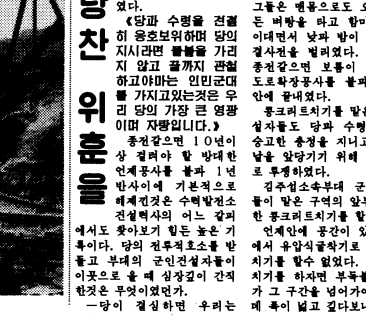 당
찬
위
훈
을
였다.
《당과 수령을 견결
히 옹호보위하며 당의
지시라면 물불을 가리
지 않고 끝까지 관철
하고야마는 인민군대
를 가지고있는것은 우
리 당의 가장 큰 영광
이며 자랑입니다.》
종전같으면 10년이
상 걸려야 할 방대한
언제공사를 불과 1년
반사이에 기본적으로
해제낀것은 수력발전소
건설력사의 어느 갈피
에서도 찾아보기 힘든 높은 기
록이다. 당의 전투적호소를 받
들고 부대의 군인건설자들이
이곳으로 올 때 심장깊이 간직
한것은 무엇이였던가.
―당이 결심하면 우리는
그들은 맨몸으로도
든 벼랑을 타고 함마
이대면서 낮과 밤이
결사전을 벌리였다.
종전같으면 보름이
도로확장공사를 불과
안에 끝내였다.
콩크리트치기를 맡은
설자들도 당과 수령
숭고한 충정을 지니고
날을 앞당기기 위해
로 투쟁하였다.
김주섭소속부대 군
들이 맡은 구역의 앞부
한 콩크리트치기를 할
언제안에 공간이 있
에서 유압식굴착기로
치기를 할수 없었다.
치기를 하자면 부득불
가 그 구간을 넘어가야
데 폭이 넓고 깊다보니